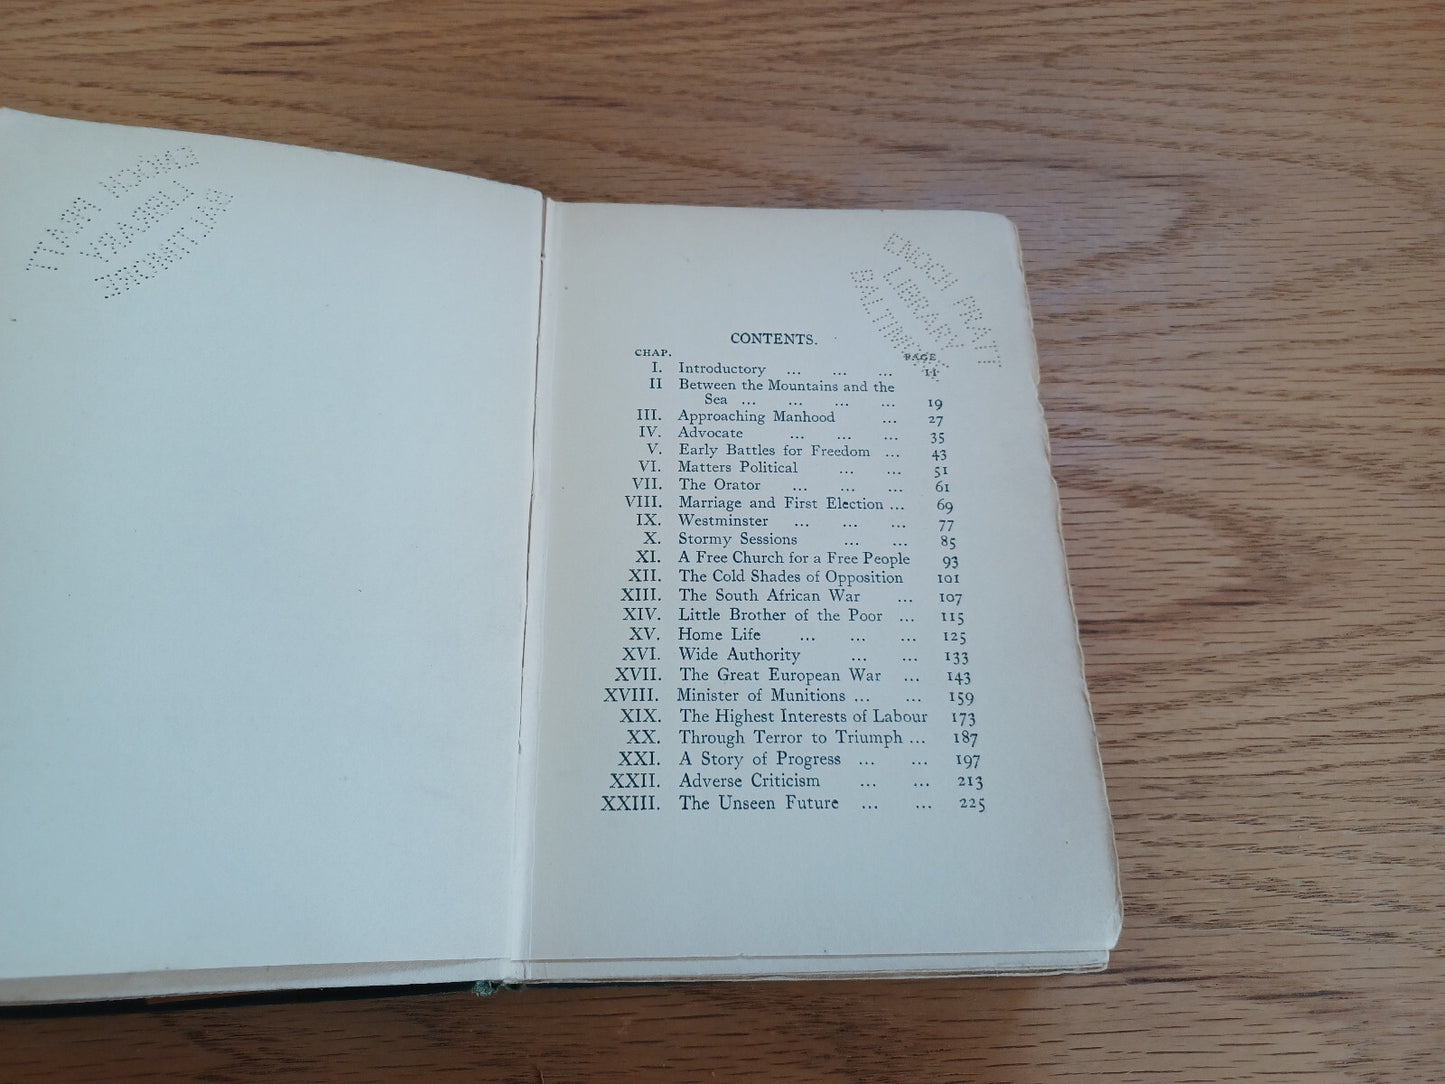 ENOCH PRATT
LIBRARY
BALTIMORE
ENOCH PRATT
LIBRARY
BALTIMORE
CONTENTS.
CHAP. PAGE
I. Introductory ... ... ... 11
II Between the Mountains and the
Sea ... ... ... ... 19
III. Approaching Manhood ... 27
IV. Advocate ... ... ... 35
V. Early Battles for Freedom ... 43
VI. Matters Political ... ... 51
VII. The Orator ... ... ... 61
VIII. Marriage and First Election ... 69
IX. Westminster ... ... ... 77
X. Stormy Sessions ... ... 85
XI. A Free Church for a Free People 93
XII. The Cold Shades of Opposition 101
XIII. The South African War ... 107
XIV. Little Brother of the Poor ... 115
XV. Home Life ... ... ... 125
XVI. Wide Authority ... ... 133
XVII. The Great European War ... 143
XVIII. Minister of Munitions ... ... 159
XIX. The Highest Interests of Labour 173
XX. Through Terror to Triumph ... 187
XXI. A Story of Progress ... ... 197
XXII. Adverse Criticism ... ... 213
XXIII. The Unseen Future ... ... 225